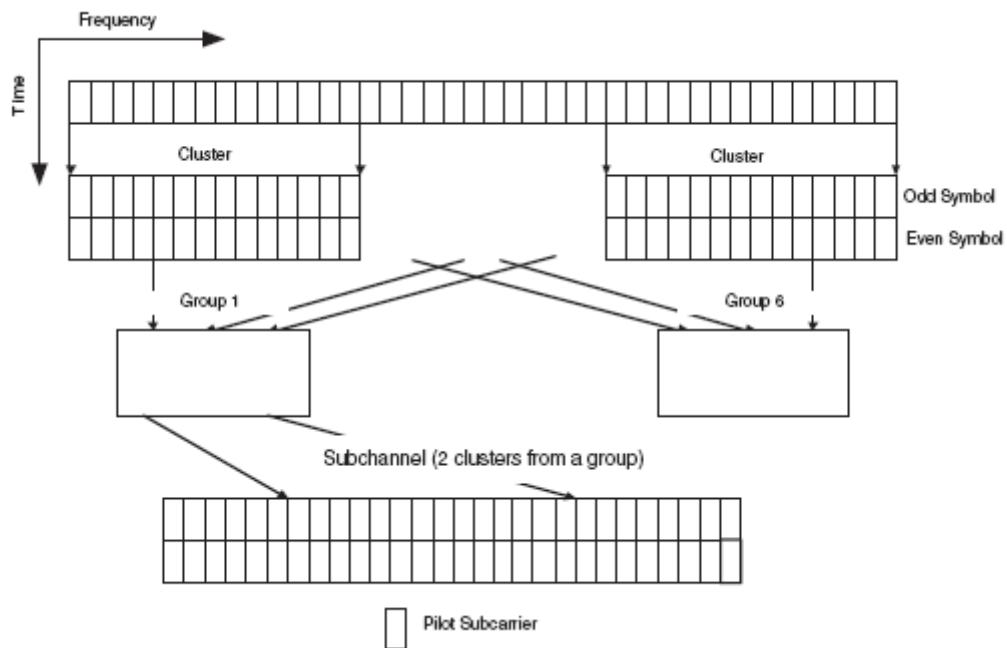 Frequency
Time
Cluster
Cluster
Odd Symbol
Even Symbol
Group 1
Group 6
Subchannel (2 clusters from a group)
Pilot Subcarrier